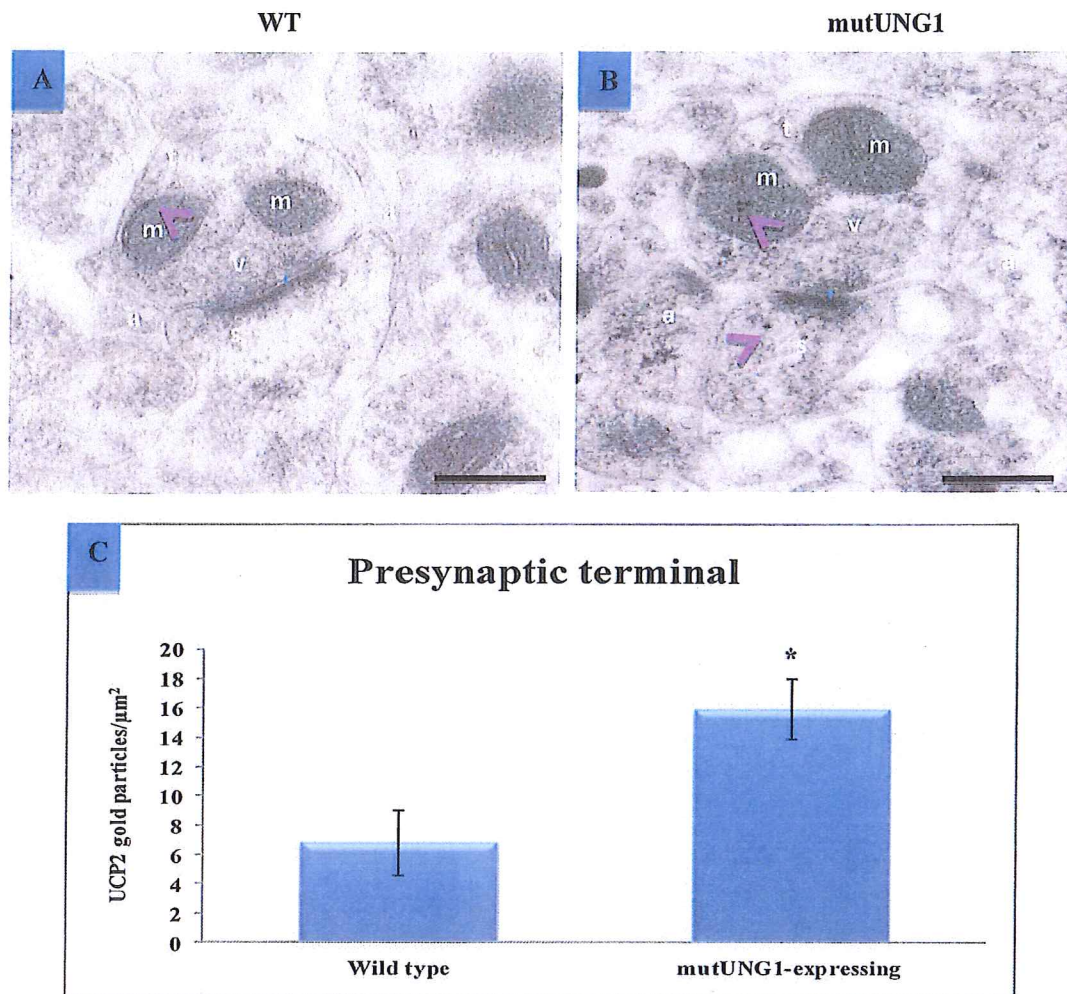 WT
mutUNG1
A
m
m
v
a
s
B
t
m
m
v
a
a
s
C
Presynaptic terminal
UCP2 gold particles/µm²
20
18
16
14
12
10
8
6
4
2
0
*
Wild type
mutUNG1-expressing